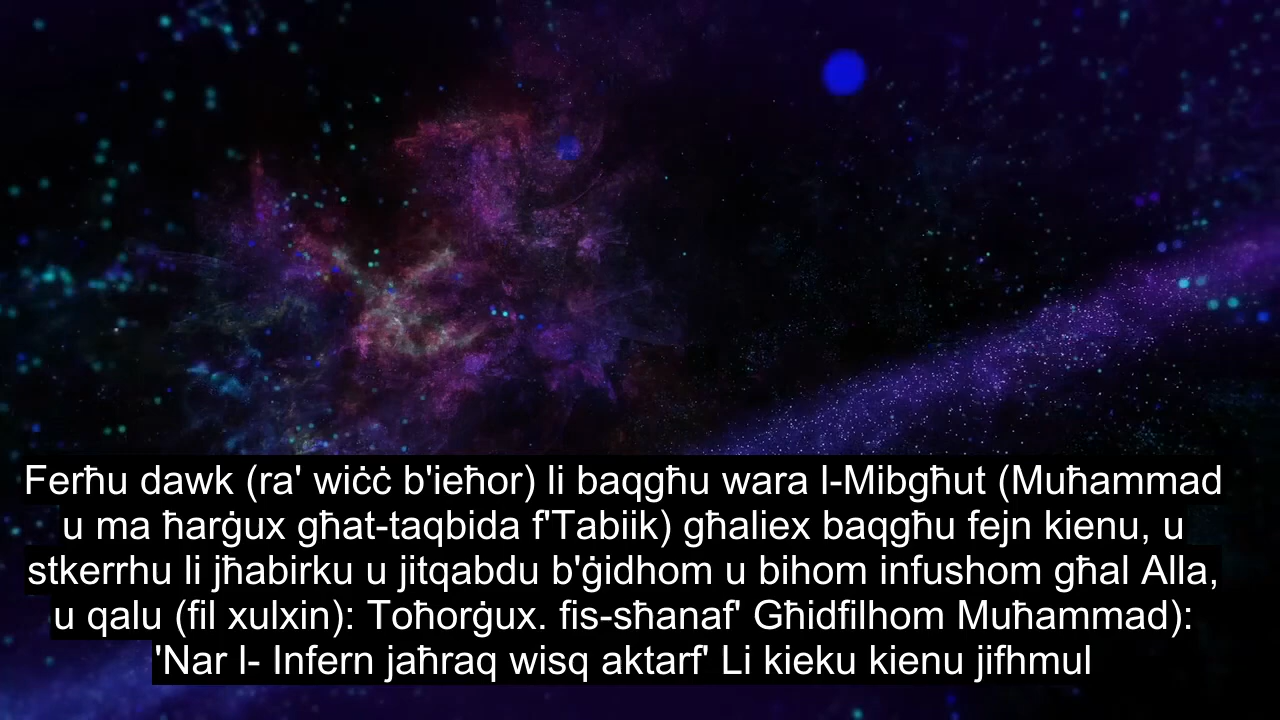 Ferħu dawk (ra' wiċċ b'ieħor) li baqgħu wara l-Mibgħut (Muħammad
u ma ħarġux għat-taqbida f'Tabiik) għaliex baqgħu fejn kienu, u
stkerrhu li jħabirku u jitqabdu b'ġidhom u bihom infushom għal Alla,
u qalu (fil xulxin): Toħorġux. fis-sħanaf' Għidfilhom Muħammad):
'Nar l- Infern jaħraq wisq aktarf' Li kieku kienu jifhmul